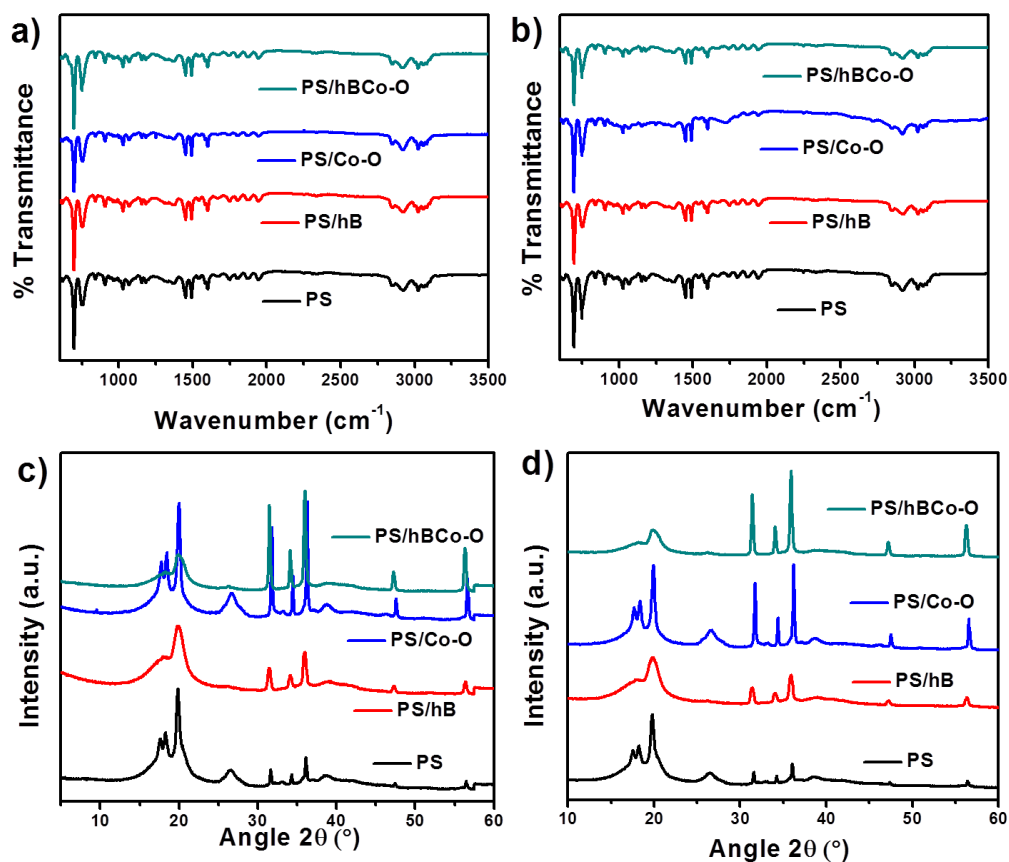 a)
% Transmittance
PS/hBCo-O
PS/Co-O
PS/hB
PS
1000 1500 2000 2500 3000 3500
Wavenumber (cm⁻¹)
b)
% Transmittance
PS/hBCo-O
PS/Co-O
PS/hB
PS
1000 1500 2000 2500 3000 3500
Wavenumber (cm⁻¹)
c)
Intensity (a.u.)
PS/hBCo-O
PS/Co-O
PS/hB
PS
10 20 30 40 50 60
Angle 2θ (°)
d)
Intensity (a.u.)
PS/hBCo-O
PS/Co-O
PS/hB
PS
10 20 30 40 50 60
Angle 2θ (°)